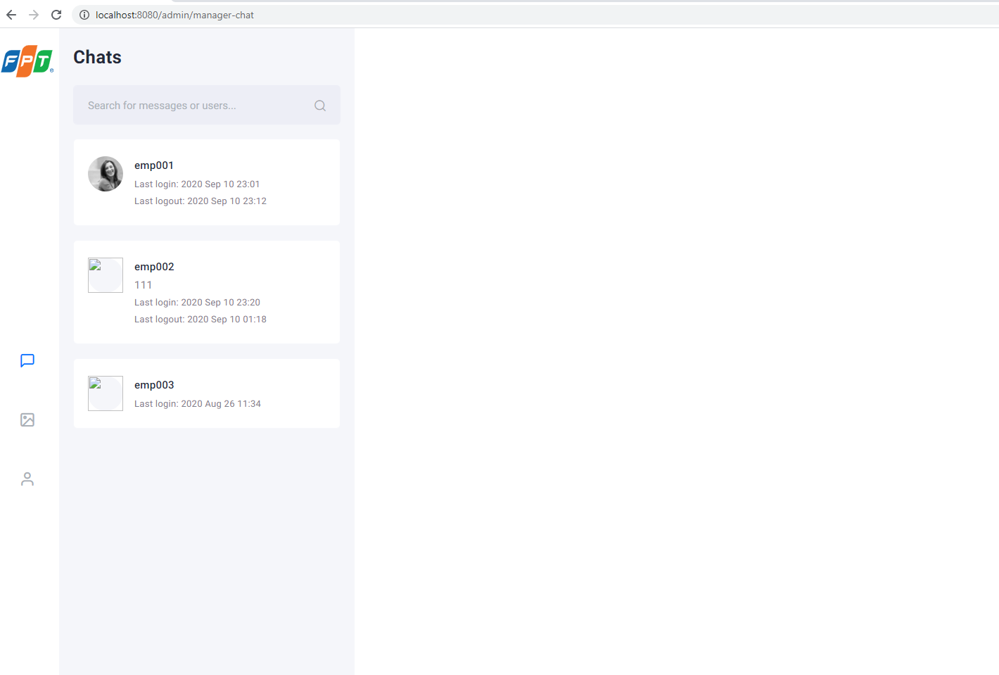 localhost:8080/admin/manager-chat
FPT®
Chats
Search for messages or users...
emp001
Last login: 2020 Sep 10 23:01
Last logout: 2020 Sep 10 23:12
emp002
111
Last login: 2020 Sep 10 23:20
Last logout: 2020 Sep 10 01:18
emp003
Last login: 2020 Aug 26 11:34